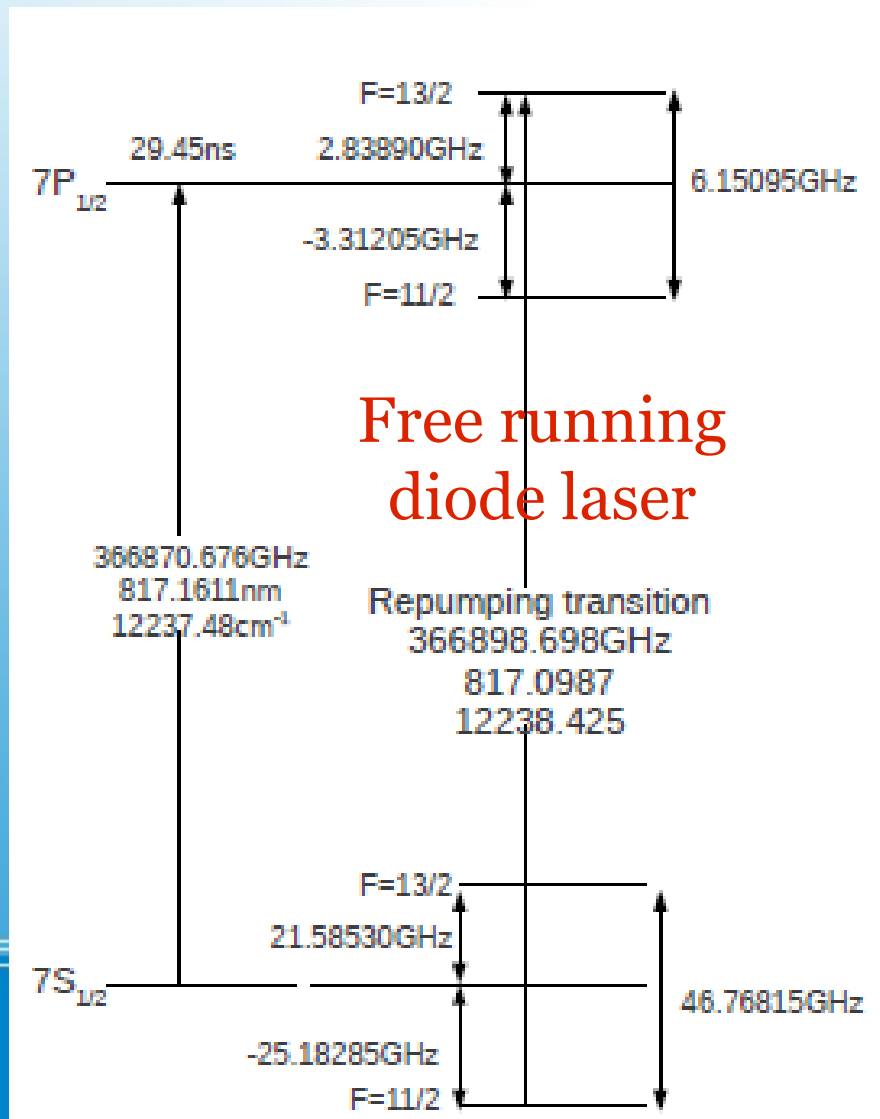 F=13/2
29.45ns
2.83890GHz
7P1/2
6.15095GHz
-3.31205GHz
F=11/2
Free running
diode laser
366870.676GHz
817.1611nm
12237.48cm-1
Repumping transition
366898.698GHz
817.0987
12238.425
F=13/2
21.58530GHz
7S1/2
46.76815GHz
-25.18285GHz
F=11/2